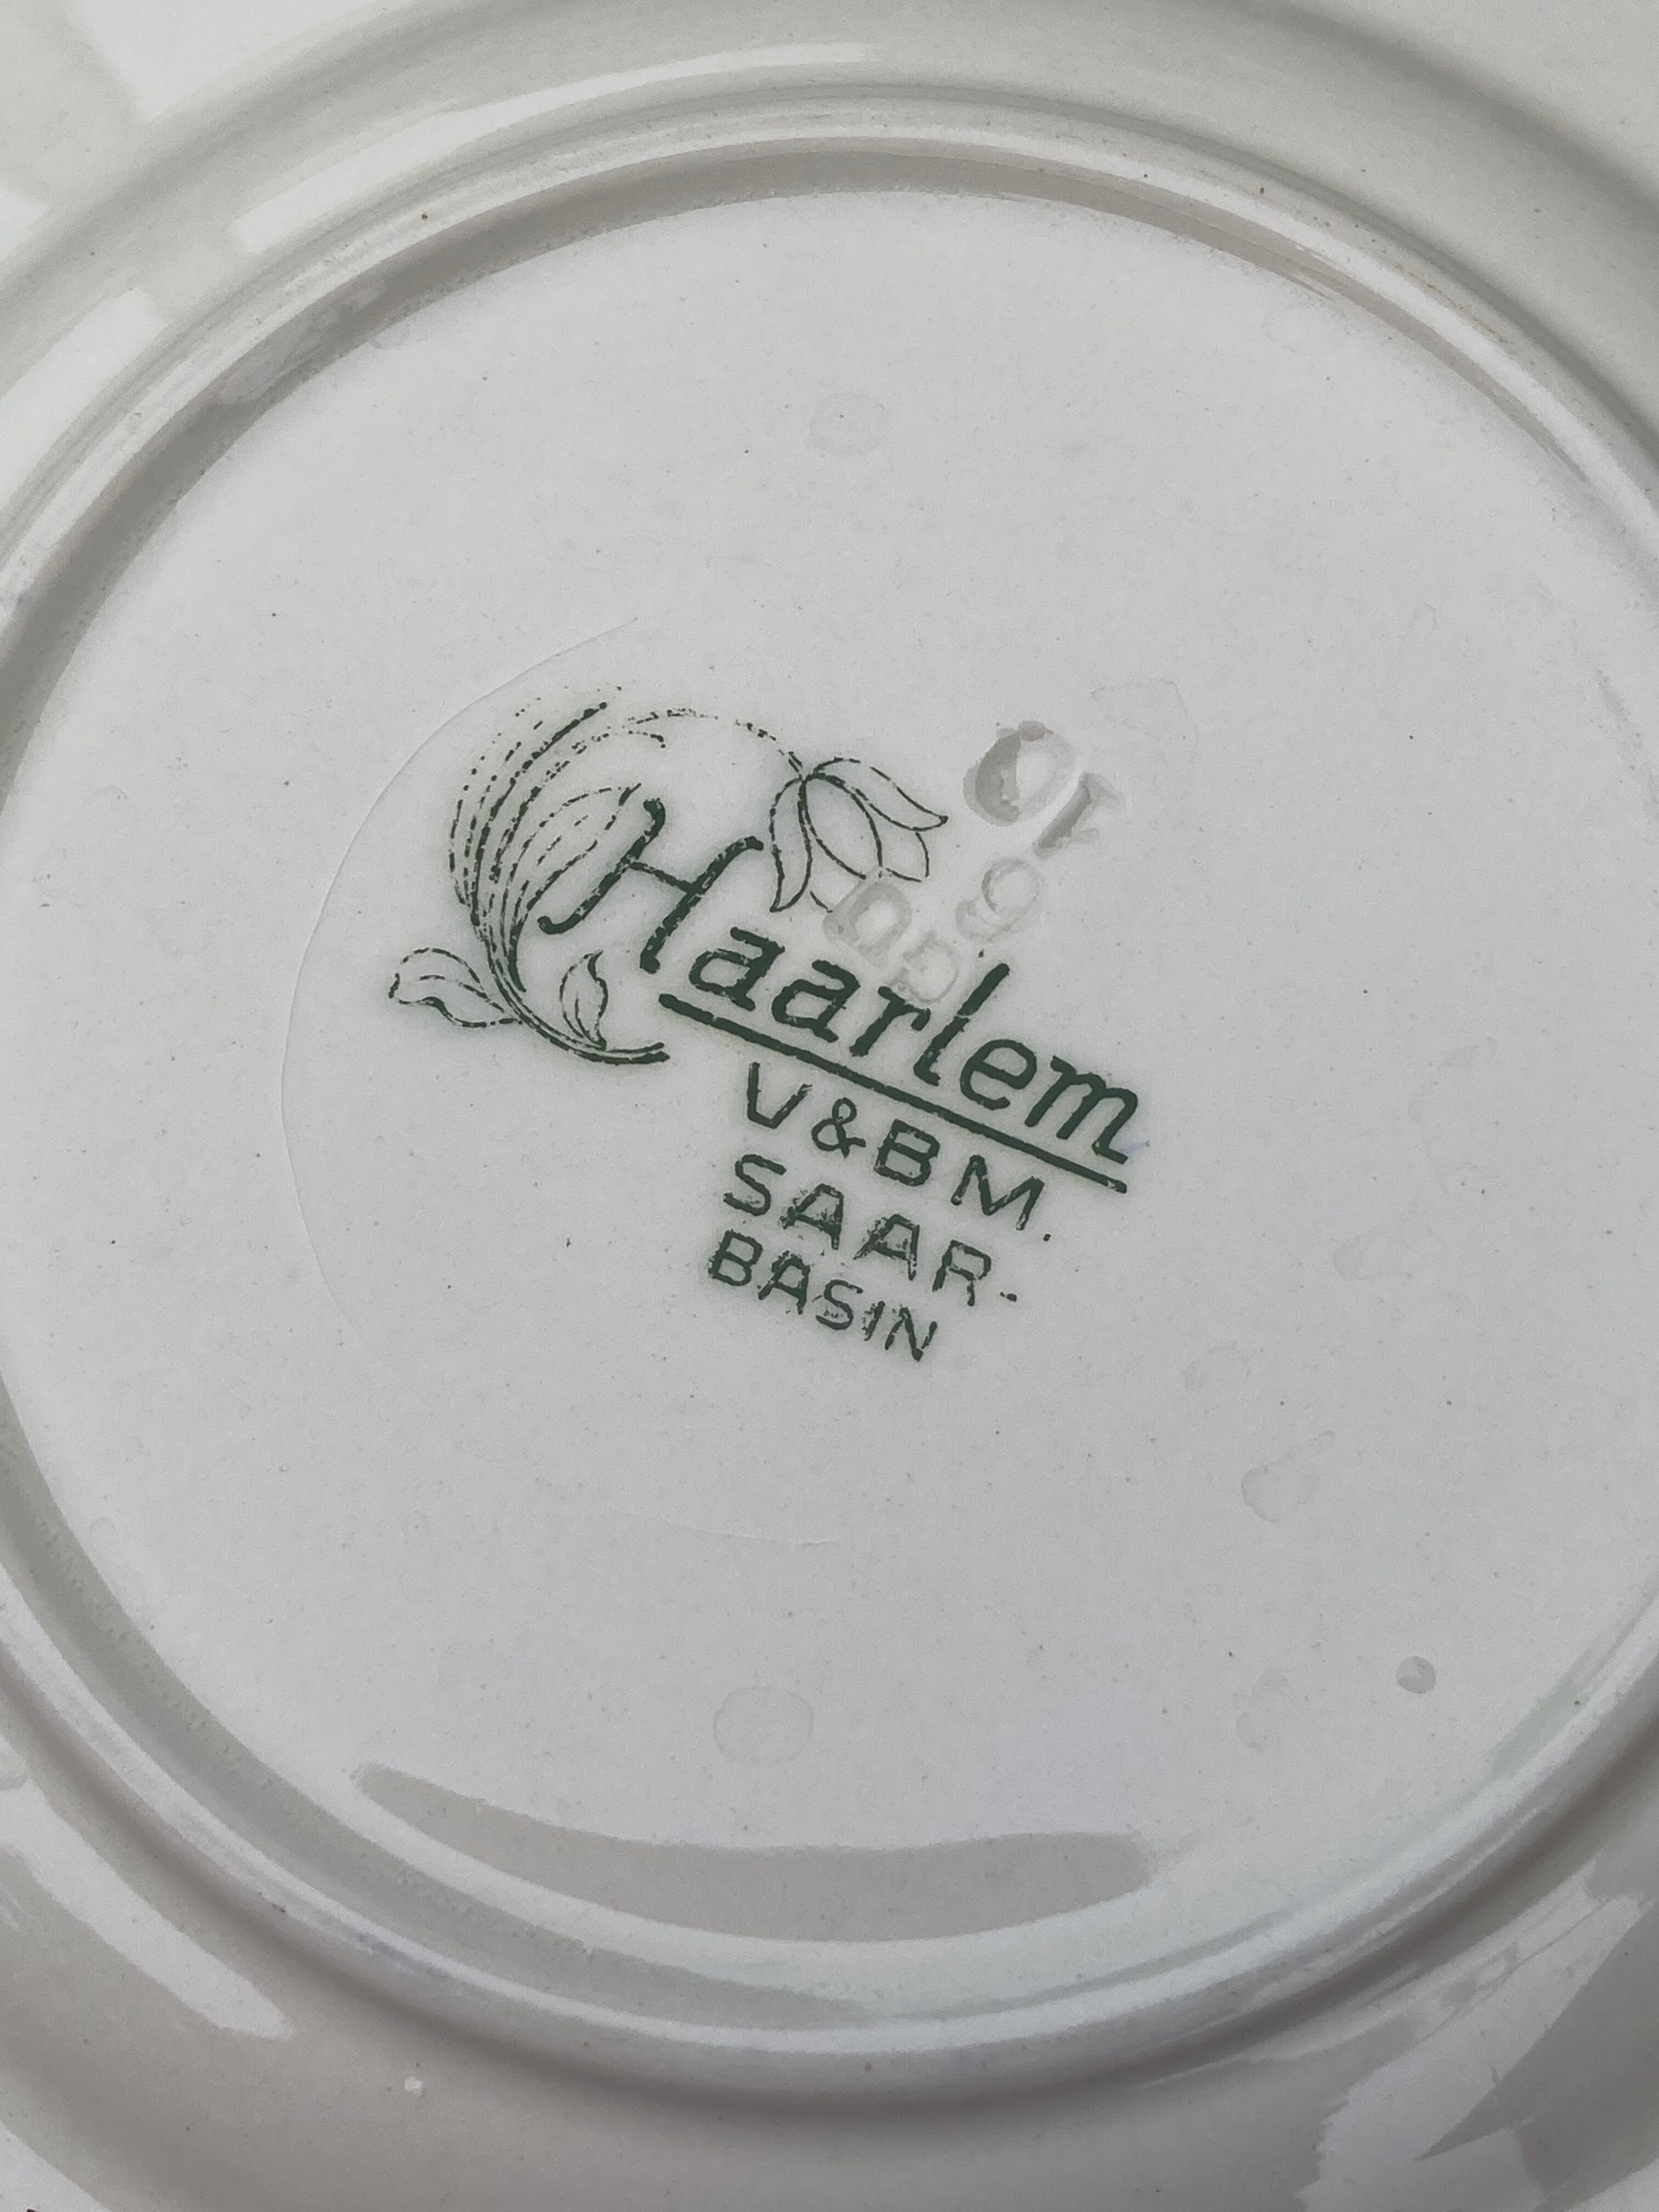 Haarlem
V&B M.
SAAR-
BASIN